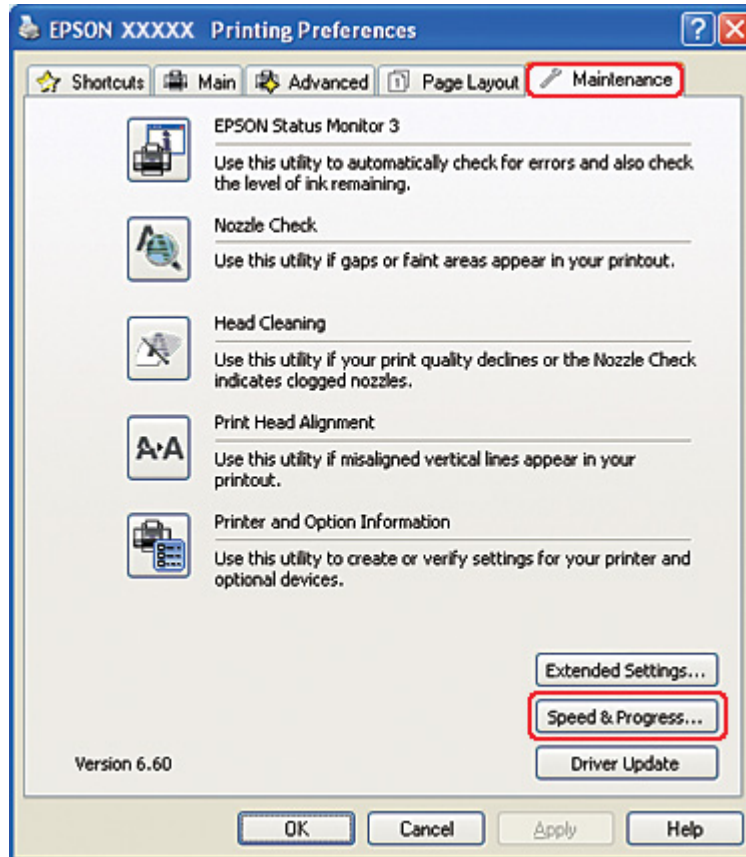 EPSON XXXXX Printing Preferences
Shortcuts Main Advanced Page Layout Maintenance
EPSON Status Monitor 3
Use this utility to automatically check for errors and also check
the level of ink remaining.
Nozzle Check
Use this utility if gaps or faint areas appear in your printout.
Head Cleaning
Use this utility if your print quality declines or the Nozzle Check
indicates clogged nozzles.
Print Head Alignment
A·A
Use this utility if misaligned vertical lines appear in your
printout.
Printer and Option Information
Use this utility to create or verify settings for your printer and
optional devices.
Extended Settings...
Speed & Progress...
Version 6.60 Driver Update
OK Cancel Apply Help